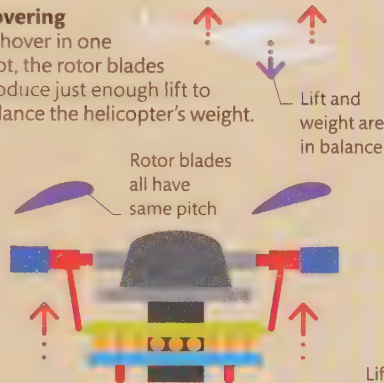 overing
hover in one
ot, the rotor blades
oduce just enough lift to
lance the helicopter's weight.
Lift and
weight are
in balance
Rotor blades
all have
same pitch
Lif